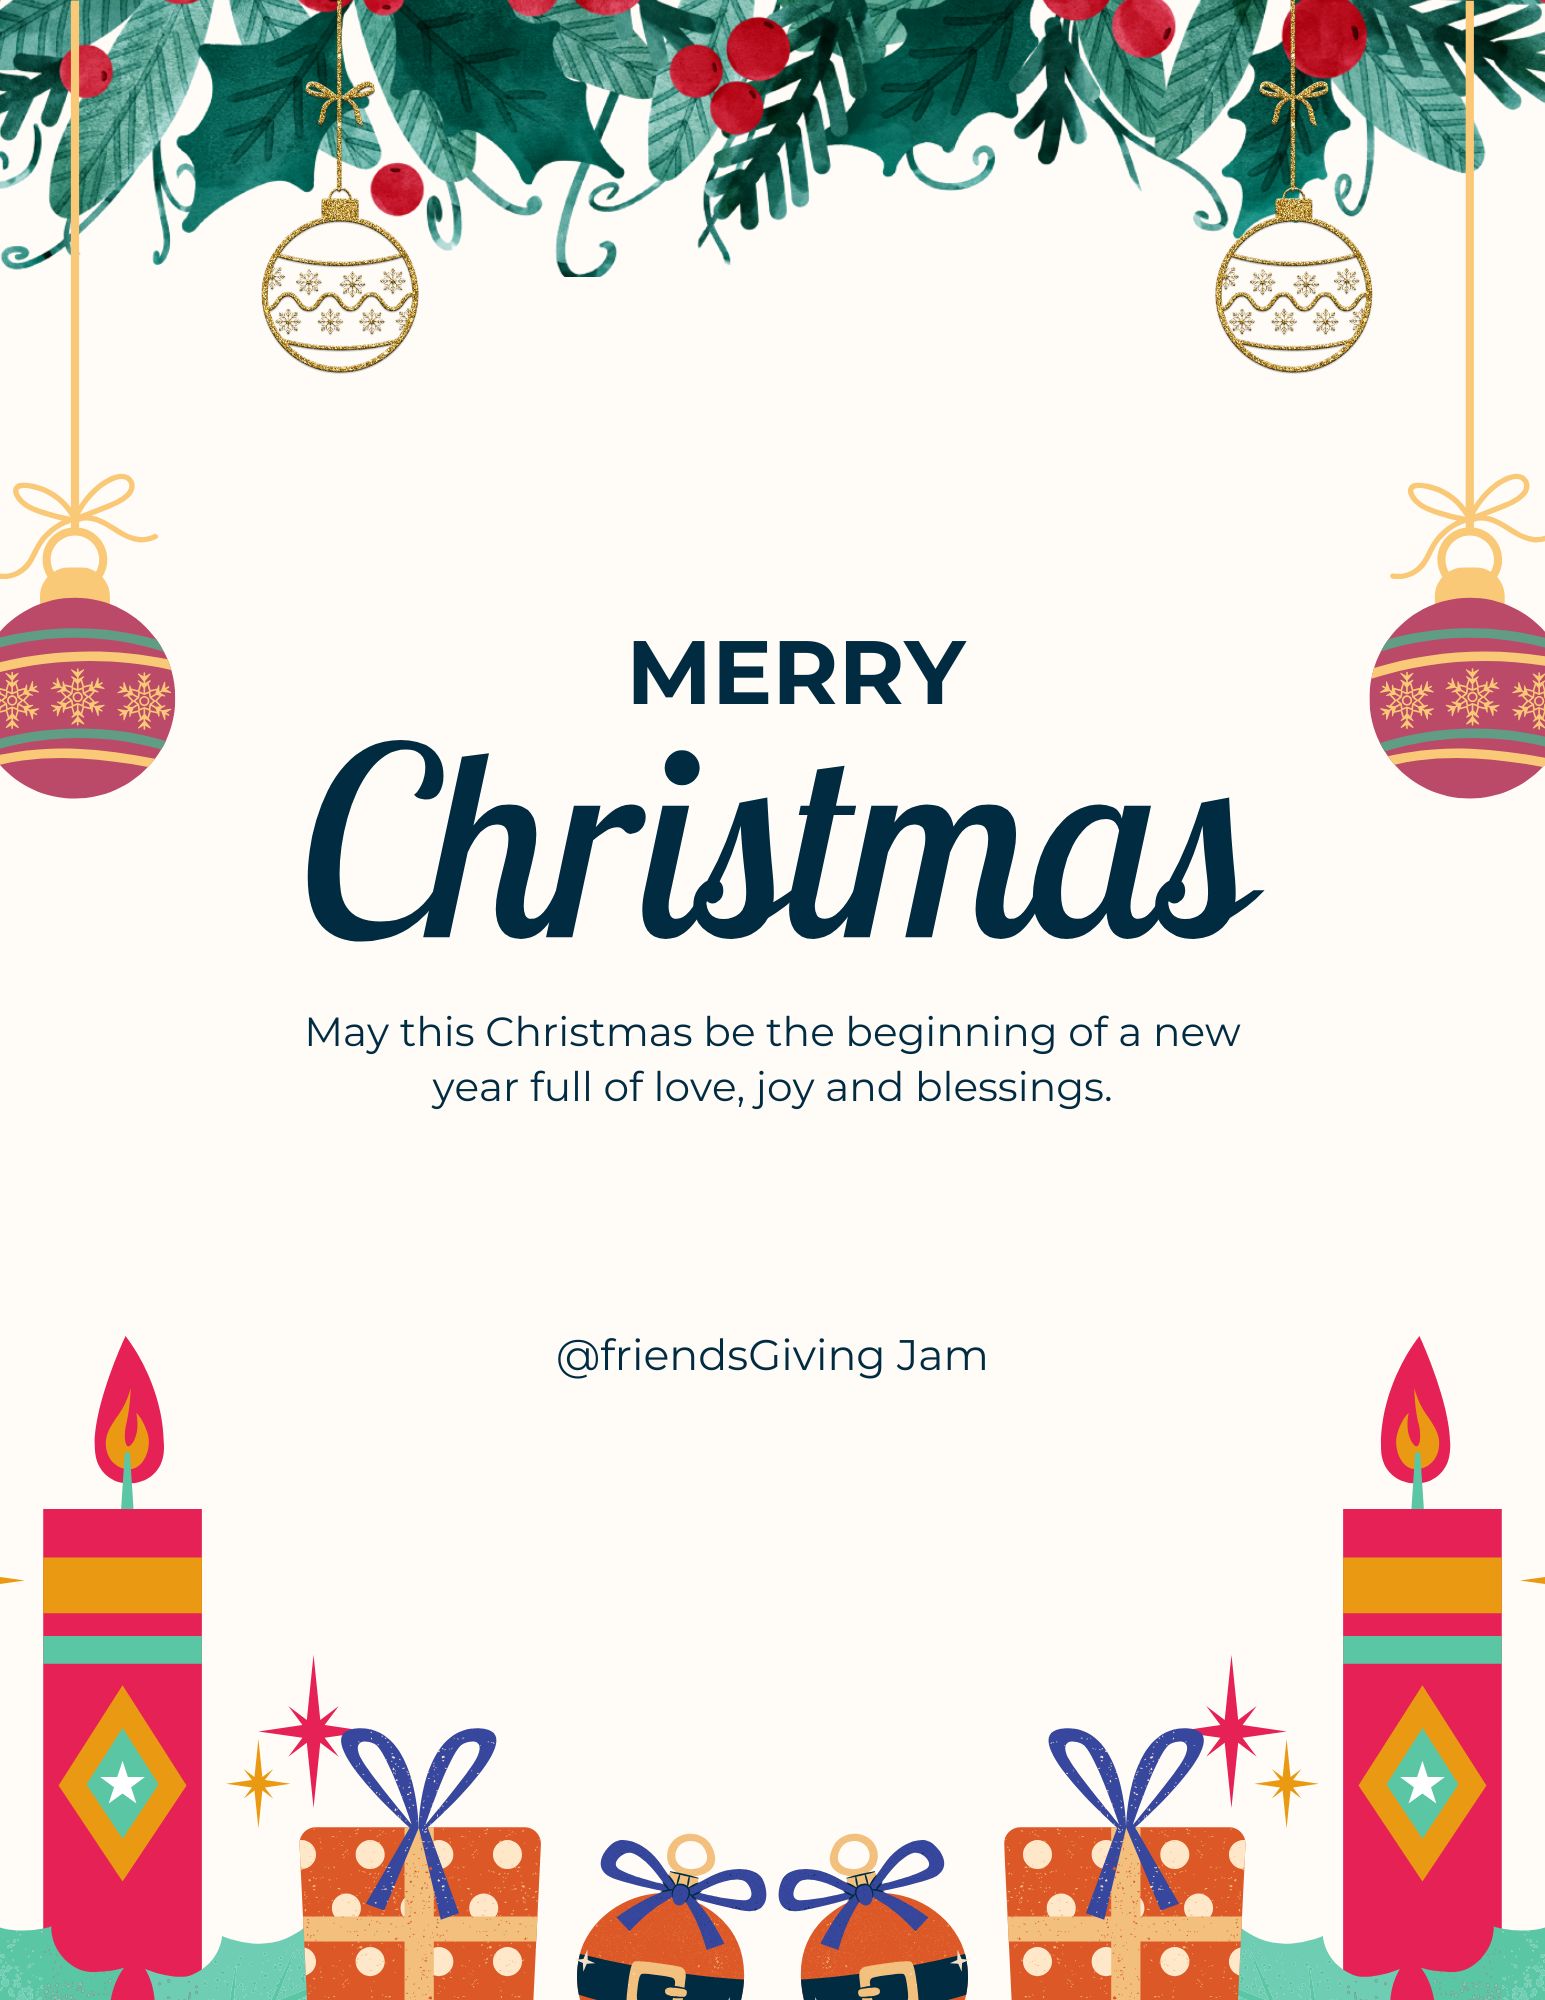 MERRY
Christmas
May this Christmas be the beginning of a new
year full of love, joy and blessings.
@friendsGiving Jam